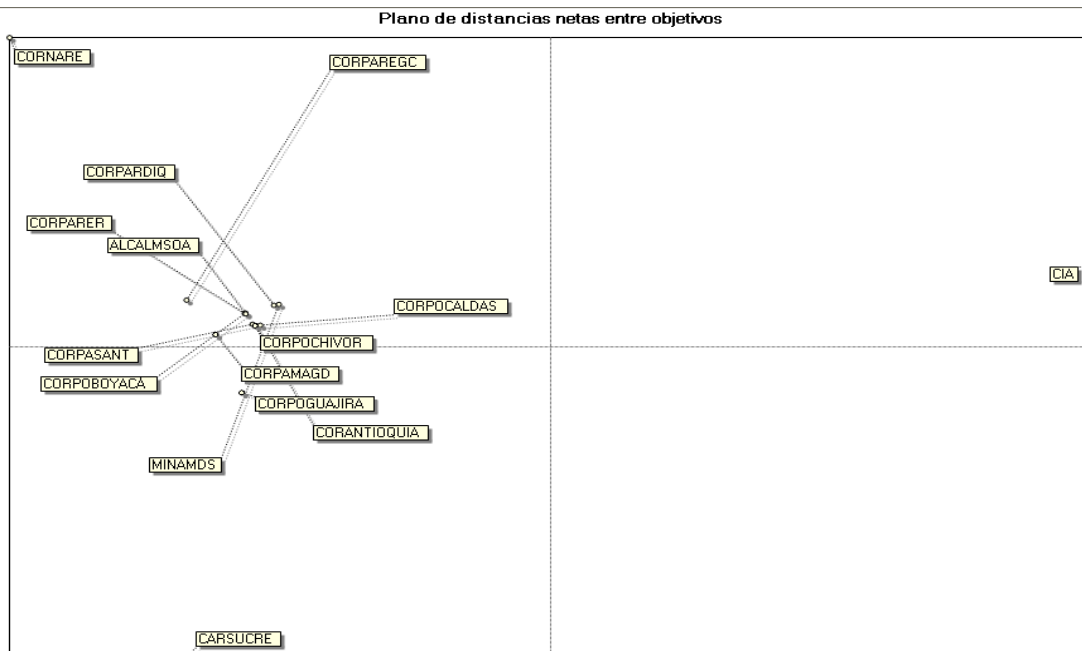 Plano de distancias netas entre objetivos
CORNARE
CORPAREGC
CORPARDIQ
CORPARER
ALCALMSOA
CIA
CORPOCALDAS
CORPOCHIVOR
CORPASANT
CORPAMAGD
CORPOBOYACÁ
CORPOGUAJIRA
CORANTIOQUIA
MINAMDS
CARSUCRE